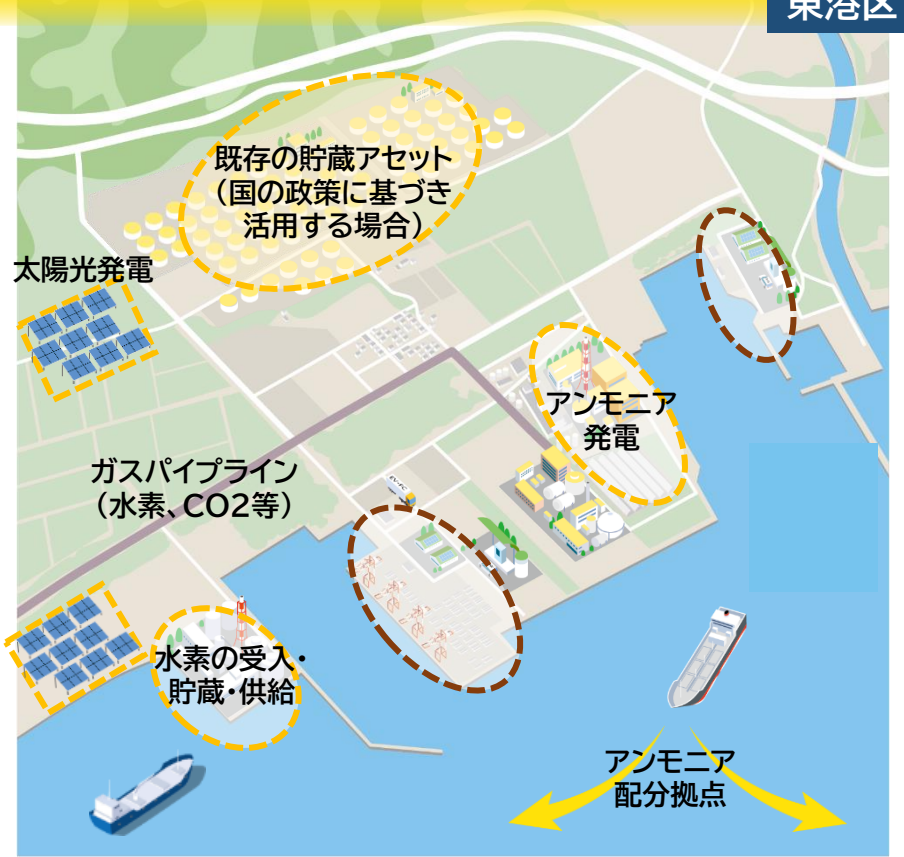 東港区
既存の貯蔵アセット
（国の政策に基づき
活用する場合）
太陽光発電
アンモニア
発電
ガスパイプライン
（水素、CO2等）
水素の受入・
貯蔵・供給
アンモニア
配分拠点